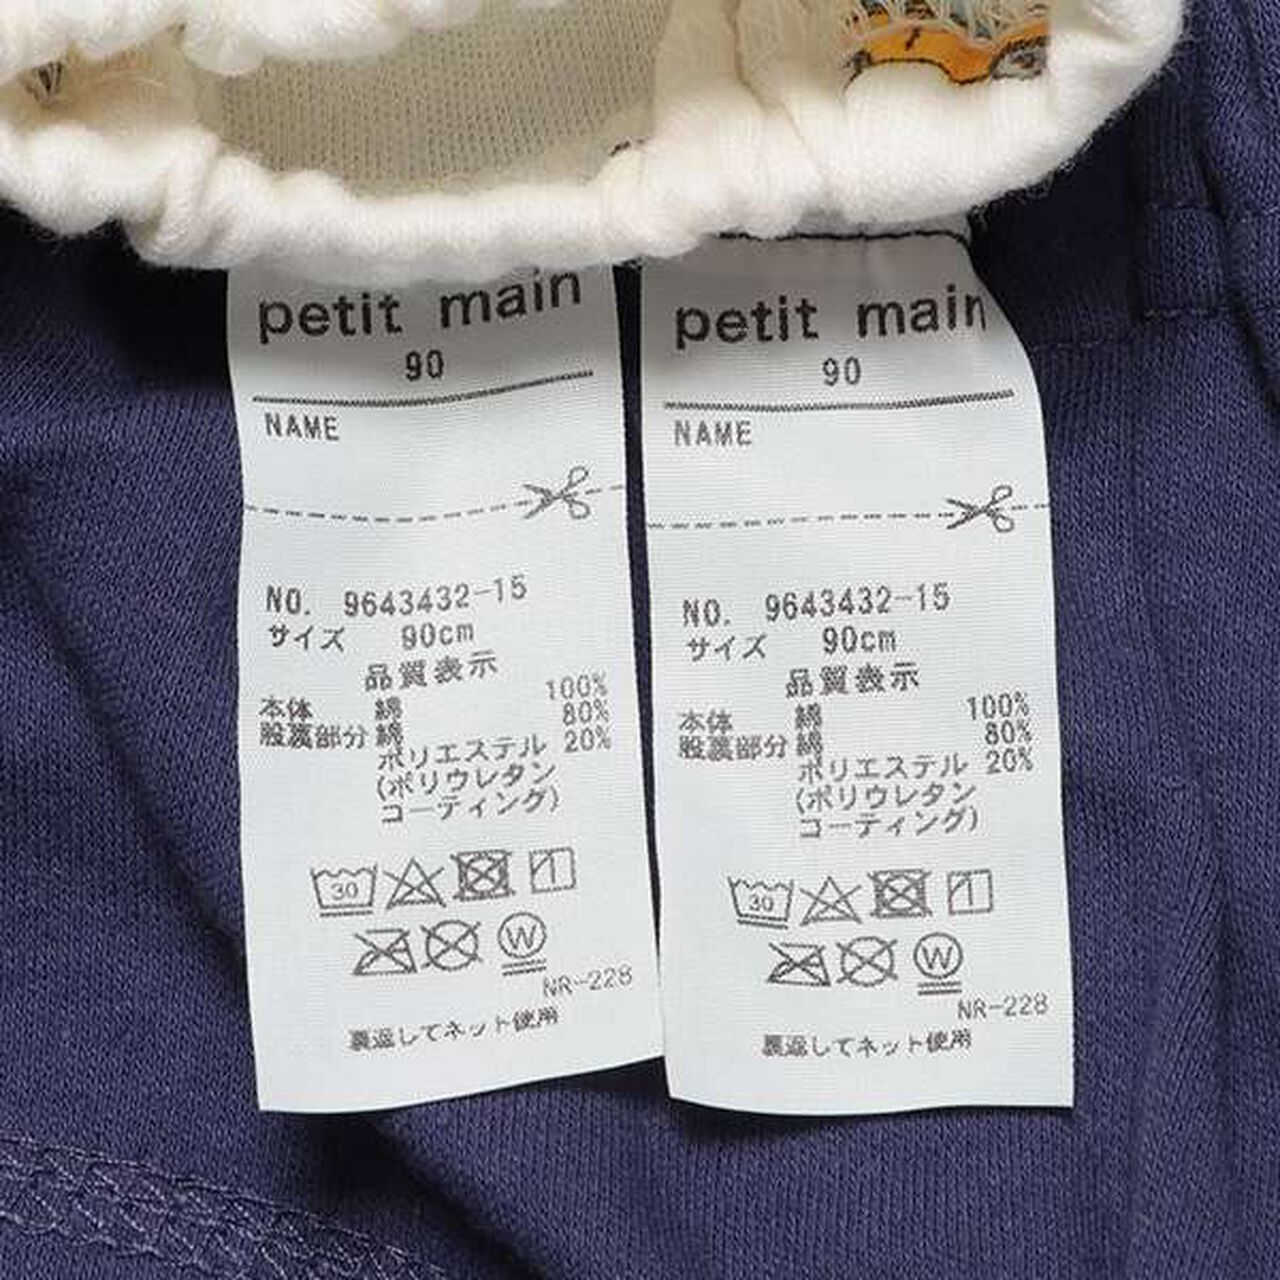 petit main
90
NAME
NO. 9643432-15
サイズ 90cm
品質表示
本体 綿 100%
股裏部分 綿 80%
ポリエステル 20%
(ポリウレタン
コーティング)
30
W
NR-228
裏返してネット使用
petit main
90
NAME
NO. 9643432-15
サイズ 90cm
品質表示
本体 綿 100%
股裏部分 綿 80%
ポリエステル 20%
(ポリウレタン
コーティング)
30
W
NR-228
裏返してネット使用